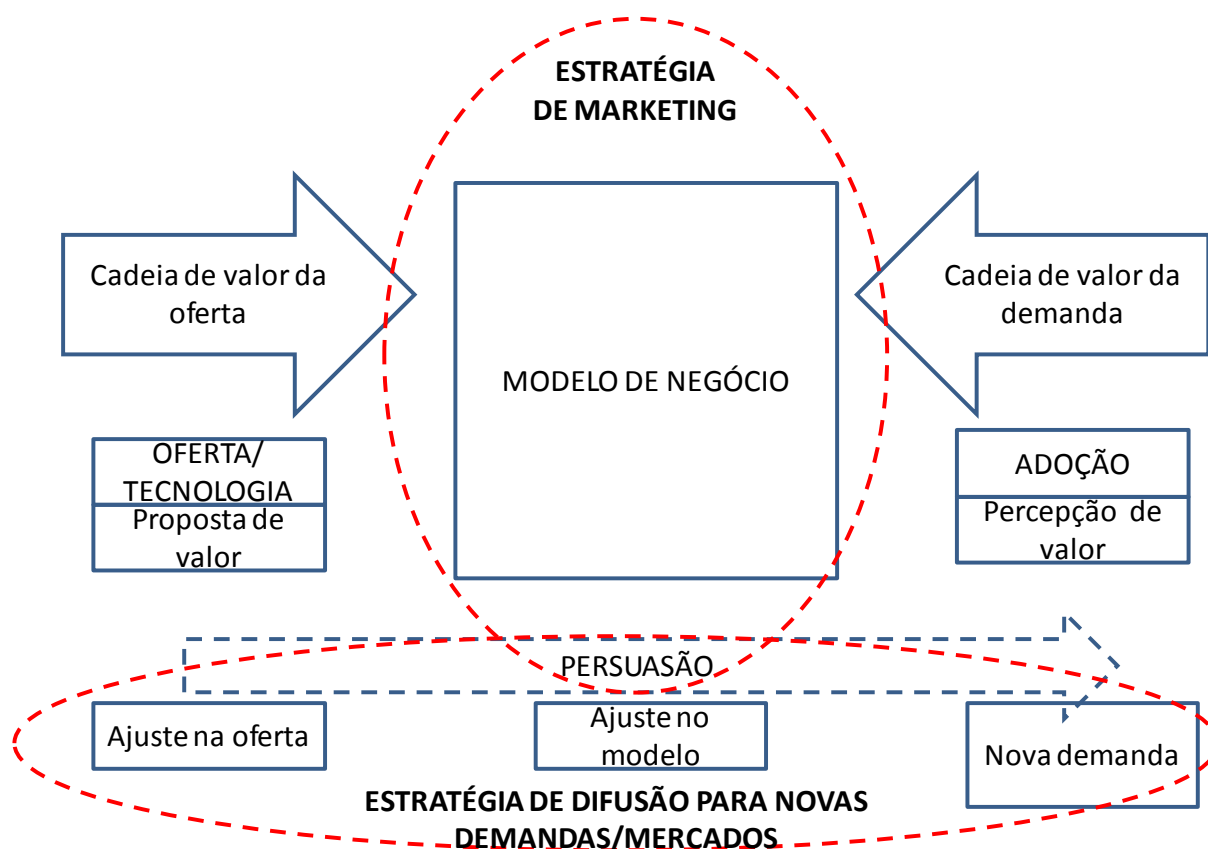 ESTRATÉGIA
DE MARKETING
Cadeia de valor da
oferta
Cadeia de valor da
demanda
MODELO DE NEGÓCIO
OFERTA/
TECNOLOGIA
Proposta de
valor
ADOÇÃO
Percepção de
valor
PERSUASÃO
Ajuste na oferta
Ajuste no
modelo
Nova demanda
ESTRATÉGIA DE DIFUSÃO PARA NOVAS
DEMANDAS/MERCADOS